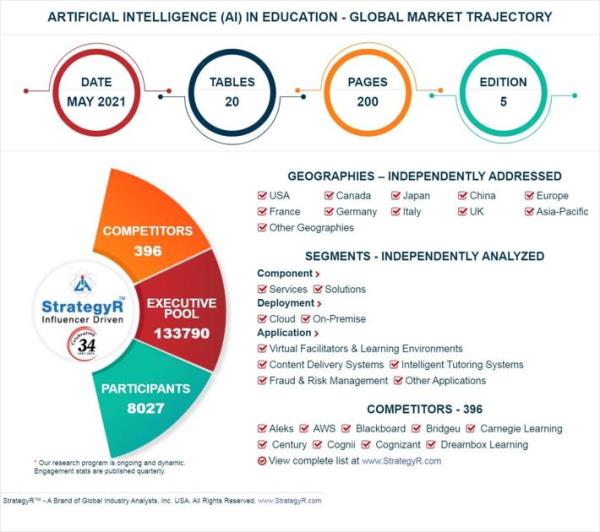 ARTIFICIAL INTELLIGENCE (AI) IN EDUCATION - GLOBAL MARKET TRAJECTORY
DATE
MAY 2021
TABLES
20
PAGES
200
EDITION
5
COMPETITORS
396
EXECUTIVE
POOL
133790
PARTICIPANTS
8027
StrategyR™
Influencer Driven
Celebrating
34
* Our research program is ongoing and dynamic.
Engagement stats are published quarterly.
GEOGRAPHIES – INDEPENDENTLY ADDRESSED
USA Canada Japan China Europe
France Germany Italy UK Asia-Pacific
Other Geographies
SEGMENTS - INDEPENDENTLY ANALYZED
Component
Services Solutions
Deployment
Cloud On-Premise
Application
Virtual Facilitators & Learning Environments
Content Delivery Systems Intelligent Tutoring Systems
Fraud & Risk Management Other Applications
COMPETITORS - 396
Aleks AWS Blackboard Bridgeu Carnegie Learning
Century Cognii Cognizant Dreambox Learning
View complete list at www.StrategyR.com
StrategyR™ - A Brand of Global Industry Analysts, Inc. USA. All Rights Reserved. www.StrategyR.com